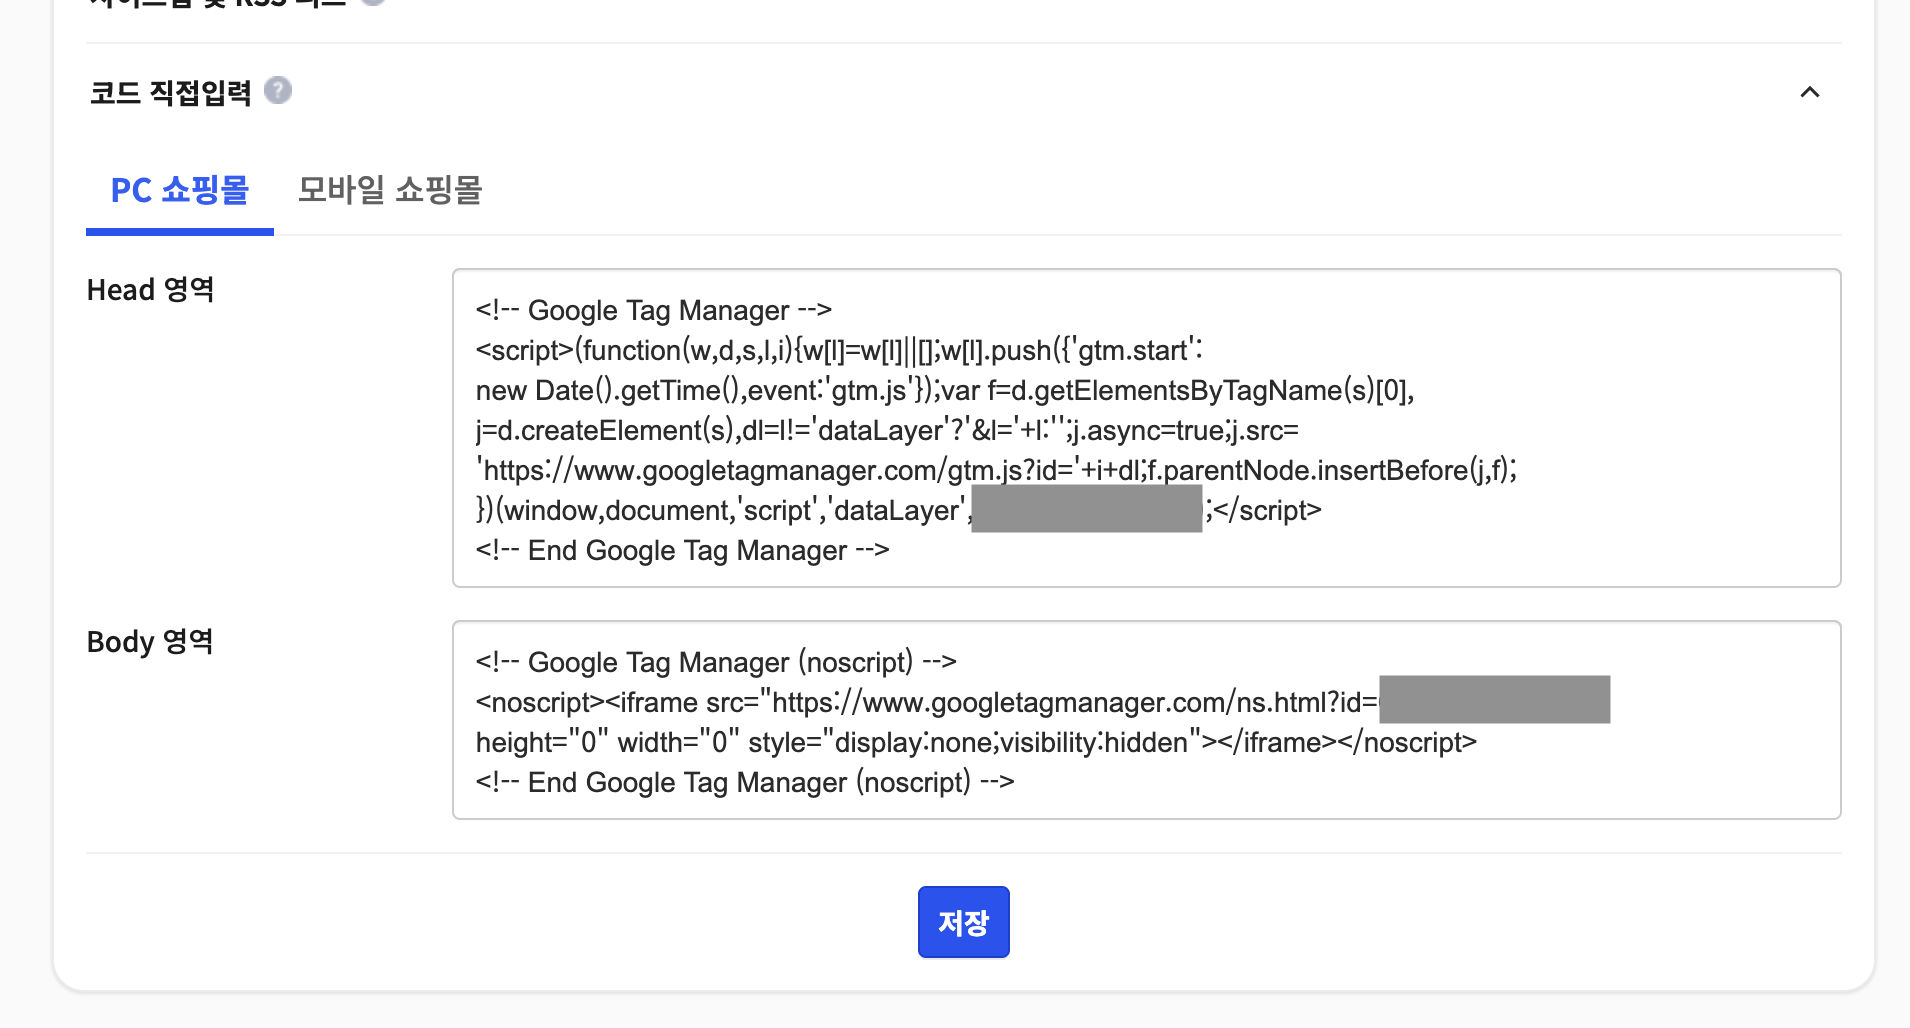 및 RSS 피드
코드 직접입력 ?
PC 쇼핑몰 모바일 쇼핑몰
Head 영역
<!-- Google Tag Manager -->
<script>(function(w,d,s,l,i){w[l]=w[l]||[];w[l].push({'gtm.start':
new Date().getTime(),event:'gtm.js'});var f=d.getElementsByTagName(s)[0],
j=d.createElement(s),dl=l!='dataLayer'?'&l='+l:'';j.async=true;j.src=
'https://www.googletagmanager.com/gtm.js?id='+i+dl;f.parentNode.insertBefore(j,f);
})(window,document,'script','dataLayer', ;</script>
<!-- End Google Tag Manager -->
Body 영역
<!-- Google Tag Manager (noscript) -->
<noscript><iframe src="https://www.googletagmanager.com/ns.html?id=
height="0" width="0" style="display:none;visibility:hidden"></iframe></noscript>
<!-- End Google Tag Manager (noscript) -->
저장